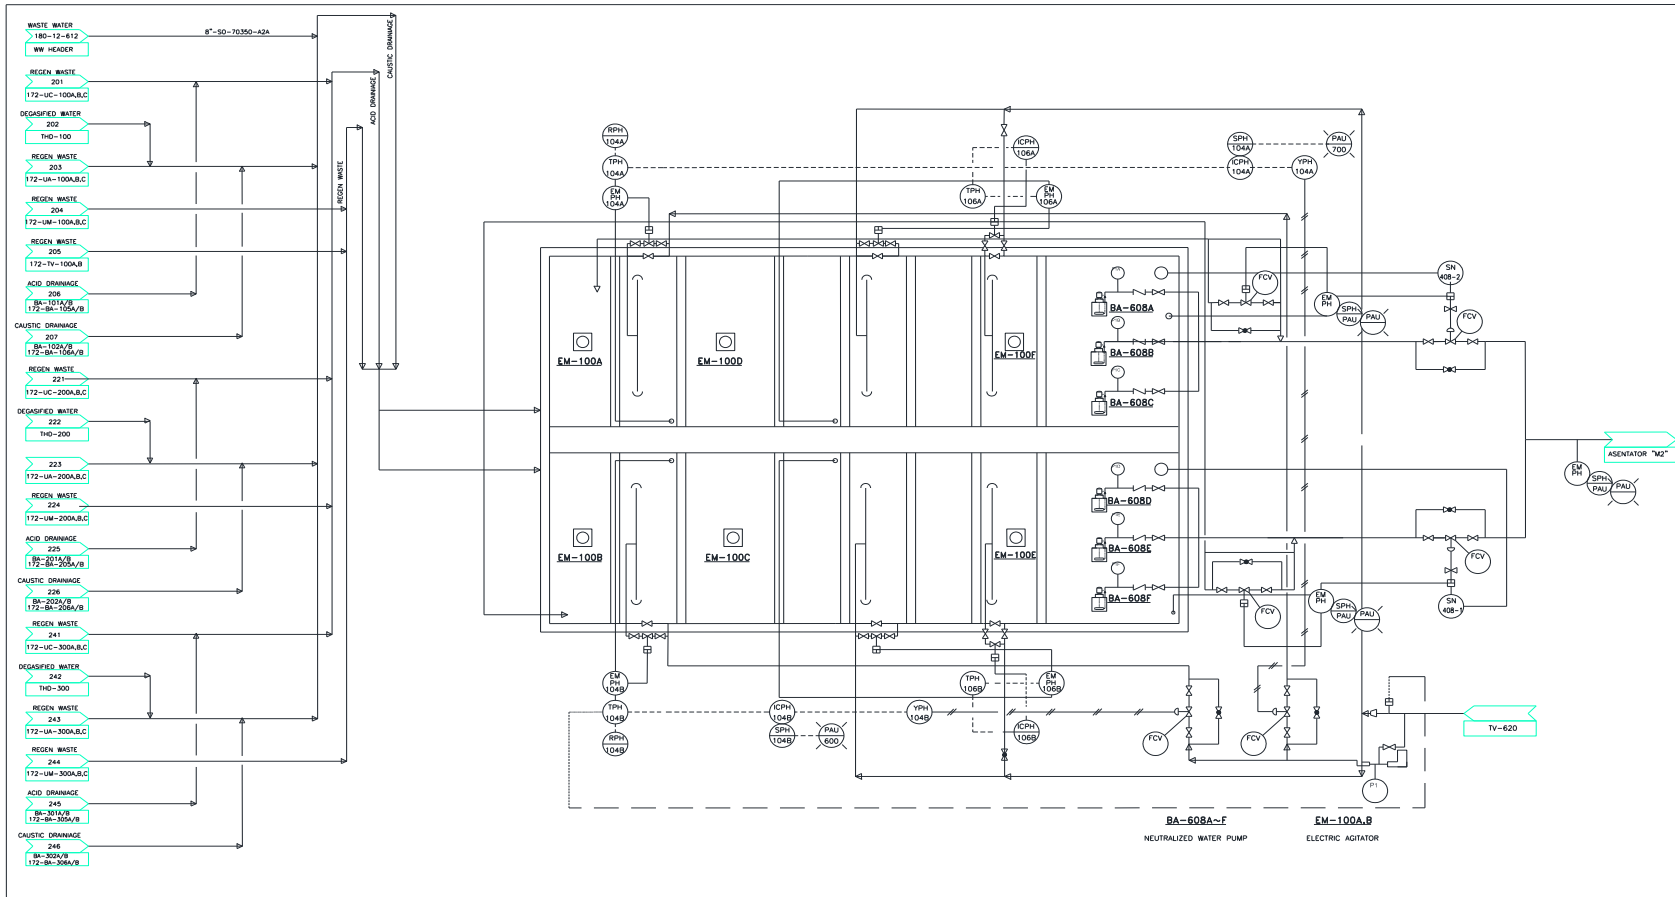 WASTE WATER
180-12-612
WW HEADER
8"-SO-70350-A2A
REGEN WASTE
201
172-UC-100A,B,C
DEGASIFIED WATER
202
THD-100
REGEN WASTE
203
172-UA-100A,B,C
REGEN WASTE
204
172-UM-100A,B,C
REGEN WASTE
205
172-TV-100A,B
ACID DRAINAGE
206
BA-101A/B
172-BA-105A/B
CAUSTIC DRAINAGE
207
BA-102A/B
172-BA-106A/B
REGEN WASTE
221
172-UC-200A,B,C
DEGASIFIED WATER
222
THD-200
223
172-UA-200A,B,C
REGEN WASTE
224
172-UM-200A,B,C
ACID DRAINAGE
225
BA-201A/B
172-BA-205A/B
CAUSTIC DRAINAGE
226
BA-202A/B
172-BA-206A/B
REGEN WASTE
241
172-UC-300A,B,C
DEGASIFIED WATER
242
THD-300
REGEN WASTE
243
172-UA-300A,B,C
REGEN WASTE
244
172-UM-300A,B,C
ACID DRAINAGE
245
BA-301A/B
172-BA-305A/B
CAUSTIC DRAINAGE
246
BA-302A/B
172-BA-306A/B
REGEN WASTE
ACID DRAINAGE
CAUSTIC DRAINAGE
RPH
104A
TPH
104A
EM
PH
104A
ICPH
106A
TPH
106A
EM
PH
106A
SPH
104A
ICPH
104A
PAU
700
YPH
104A
EM-100A
EM-100D
EM-100F
BA-608A
BA-608B
BA-608C
FCV
EM
PH
SPH
PAU
PAU
SN
408-2
FCV
EM-100B
EM-100C
EM-100E
BA-608D
BA-608E
BA-608F
FCV
EM
PH
SPH
PAU
PAU
FCV
SN
408-1
ASENTATOR "M2"
EM
PH
SPH
PAU
PAU
EM
PH
104B
TPH
104B
RPH
104B
ICPH
104B
SPH
104B
PAU
600
YPH
104B
TPH
106B
EM
PH
106B
ICPH
106B
FCV
FCV
P1
TV-620
BA-608A~F
NEUTRALIZED WATER PUMP
EM-100A,B
ELECTRIC AGITATOR